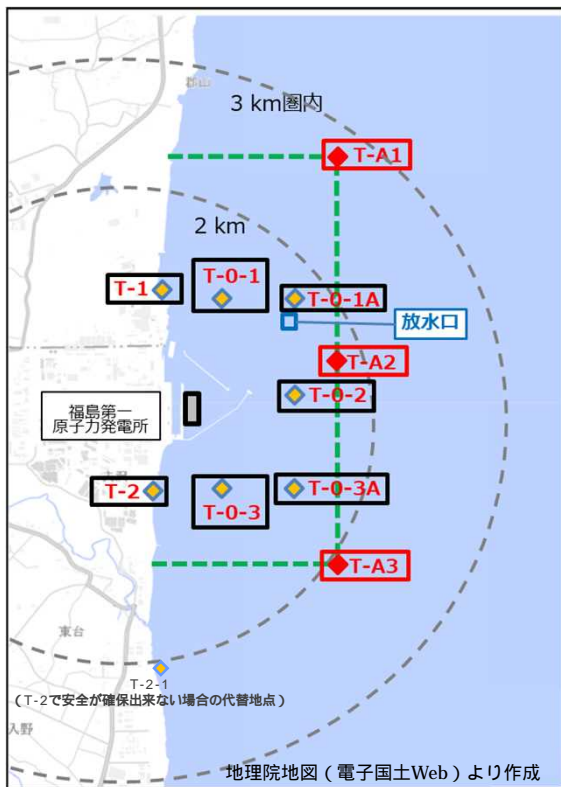 郡山
3 km圏内
T-A1
2 km
T-1
T-0-1
T-0-1A
放水口
T-A2
福島第一
原子力発電所
T-0-2
T-2
T-0-3
T-0-3A
T-A3
東台
T-2-1
(T-2で安全が確保出来ない場合の代替地点)
入野
地理院地図(電子国土Web)より作成